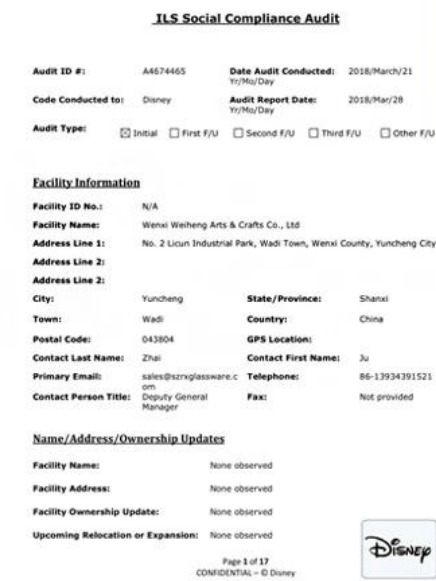 ILS Social Compliance Audit
Audit ID #: A4674465 Date Audit Conducted: 2018/March/21
Yr/Mo/Day
Code Conducted to: Disney Audit Report Date: 2018/Mar/28
Yr/Mo/Day
Audit Type: ☒ Initial ☐ First F/U ☐ Second F/U ☐ Third F/U ☐ Other F/U
Facility Information
Facility ID No.: N/A
Facility Name: Wenxi Weiheng Arts & Crafts Co., Ltd
Address Line 1: No. 2 Licun Industrial Park, Wadi Town, Wenxi County, Yuncheng City
Address Line 2:
Address Line 2:
City: Yuncheng State/Province: Shanxi
Town: Wadi Country: China
Postal Code: 043804 GPS Location:
Contact Last Name: Zhai Contact First Name: Ju
Primary Email: sales@szrxglassware.c Telephone: 86-13934391521
om
Contact Person Title: Deputy General Fax: Not provided
Manager
Name/Address/Ownership Updates
Facility Name: None observed
Facility Address: None observed
Facility Ownership Update: None observed
Upcoming Relocation or Expansion: None observed
Page 1 of 17
CONFIDENTIAL – © Disney
Disney